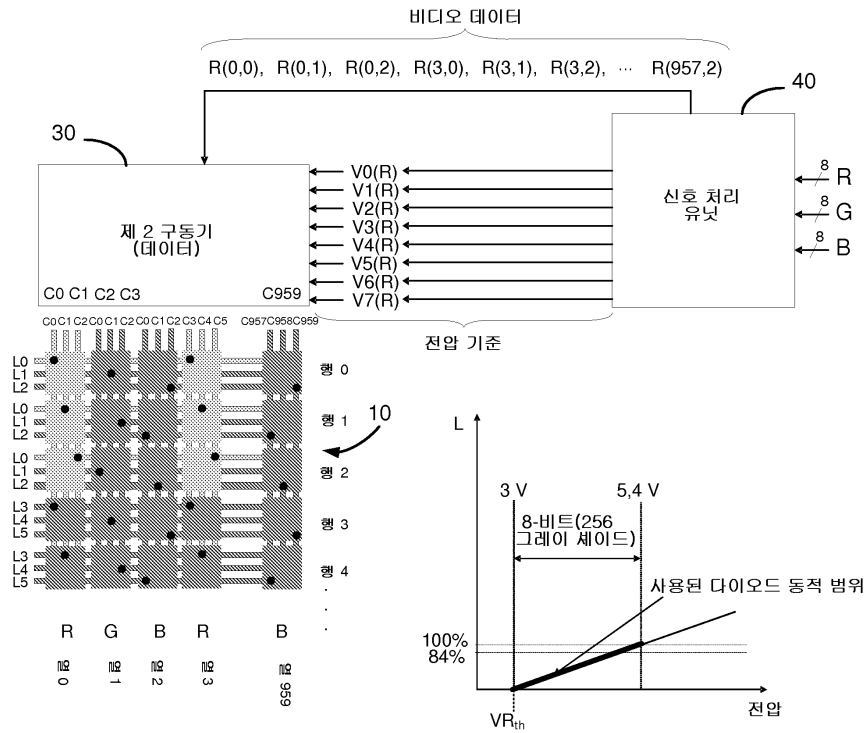 비디오 데이터
R(0,0), R(0,1), R(0,2), R(3,0), R(3,1), R(3,2), ... R(957,2)
40
30
제 2 구동기
(데이터)
C0 C1 C2 C3 C959
V0(R)
V1(R)
V2(R)
V3(R)
V4(R)
V5(R)
V6(R)
V7(R)
전압 기준
신호 처리
유닛
8 R
8 G
8 B
C0 C1 C2 C0 C1 C2 C0 C1 C2 C3 C4 C5 C957 C958 C959
L0
L1
L2
행 0
L0
L1
L2
행 1
10
L0
L1
L2
행 2
L3
L4
L5
행 3
L3
L4
L5
행 4
R G B R B
열 0 열 1 열 2 열 3 열 959
L
3 V 5,4 V
8-비트(256
그레이 셰이드)
사용된 다이오드 동적 범위
100%
84%
VRth
전압